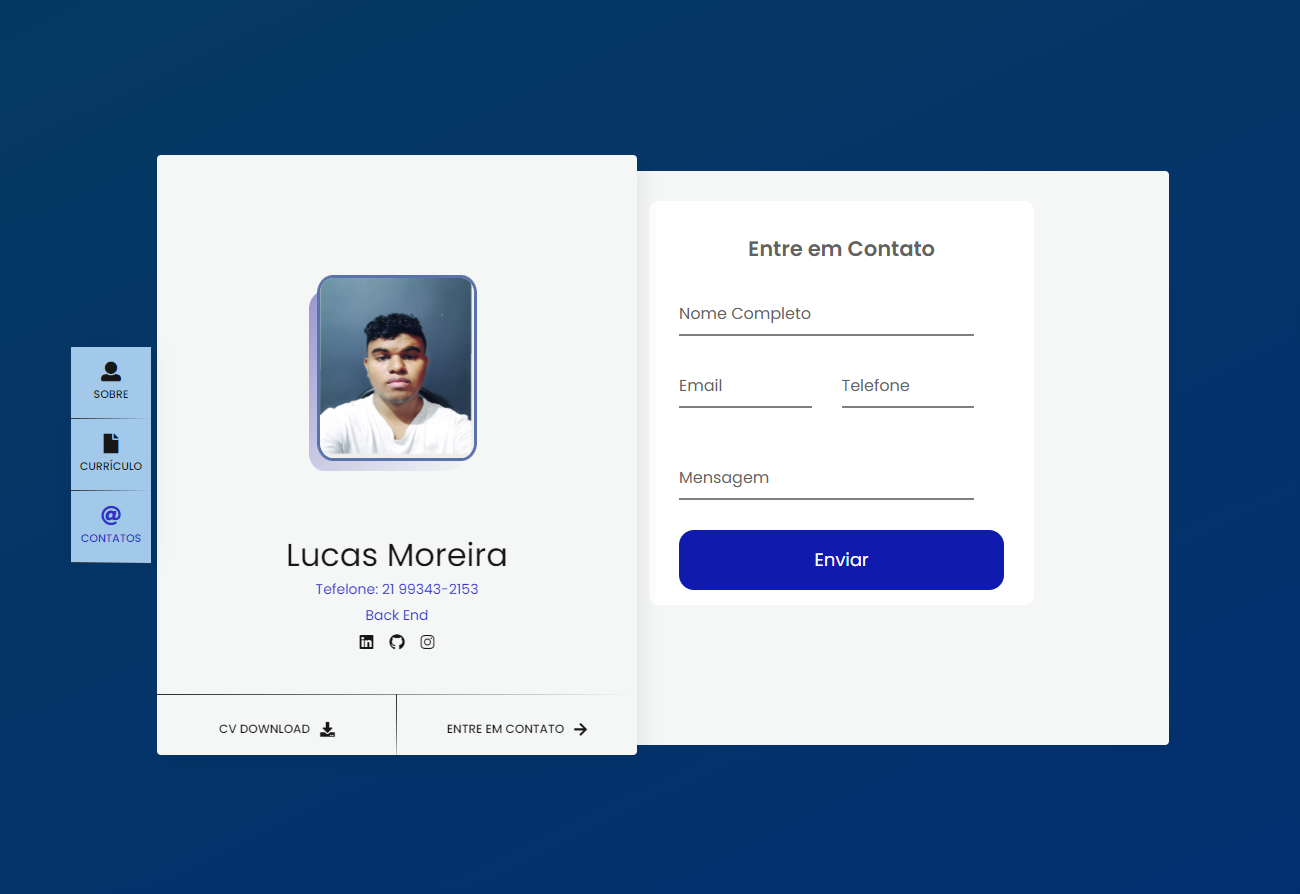 SOBRE
CURRÍCULO
CONTATOS
Lucas Moreira
Tefelone: 21 99343-2153
Back End
CV DOWNLOAD
ENTRE EM CONTATO
Entre em Contato
Nome Completo
Email
Telefone
Mensagem
Enviar